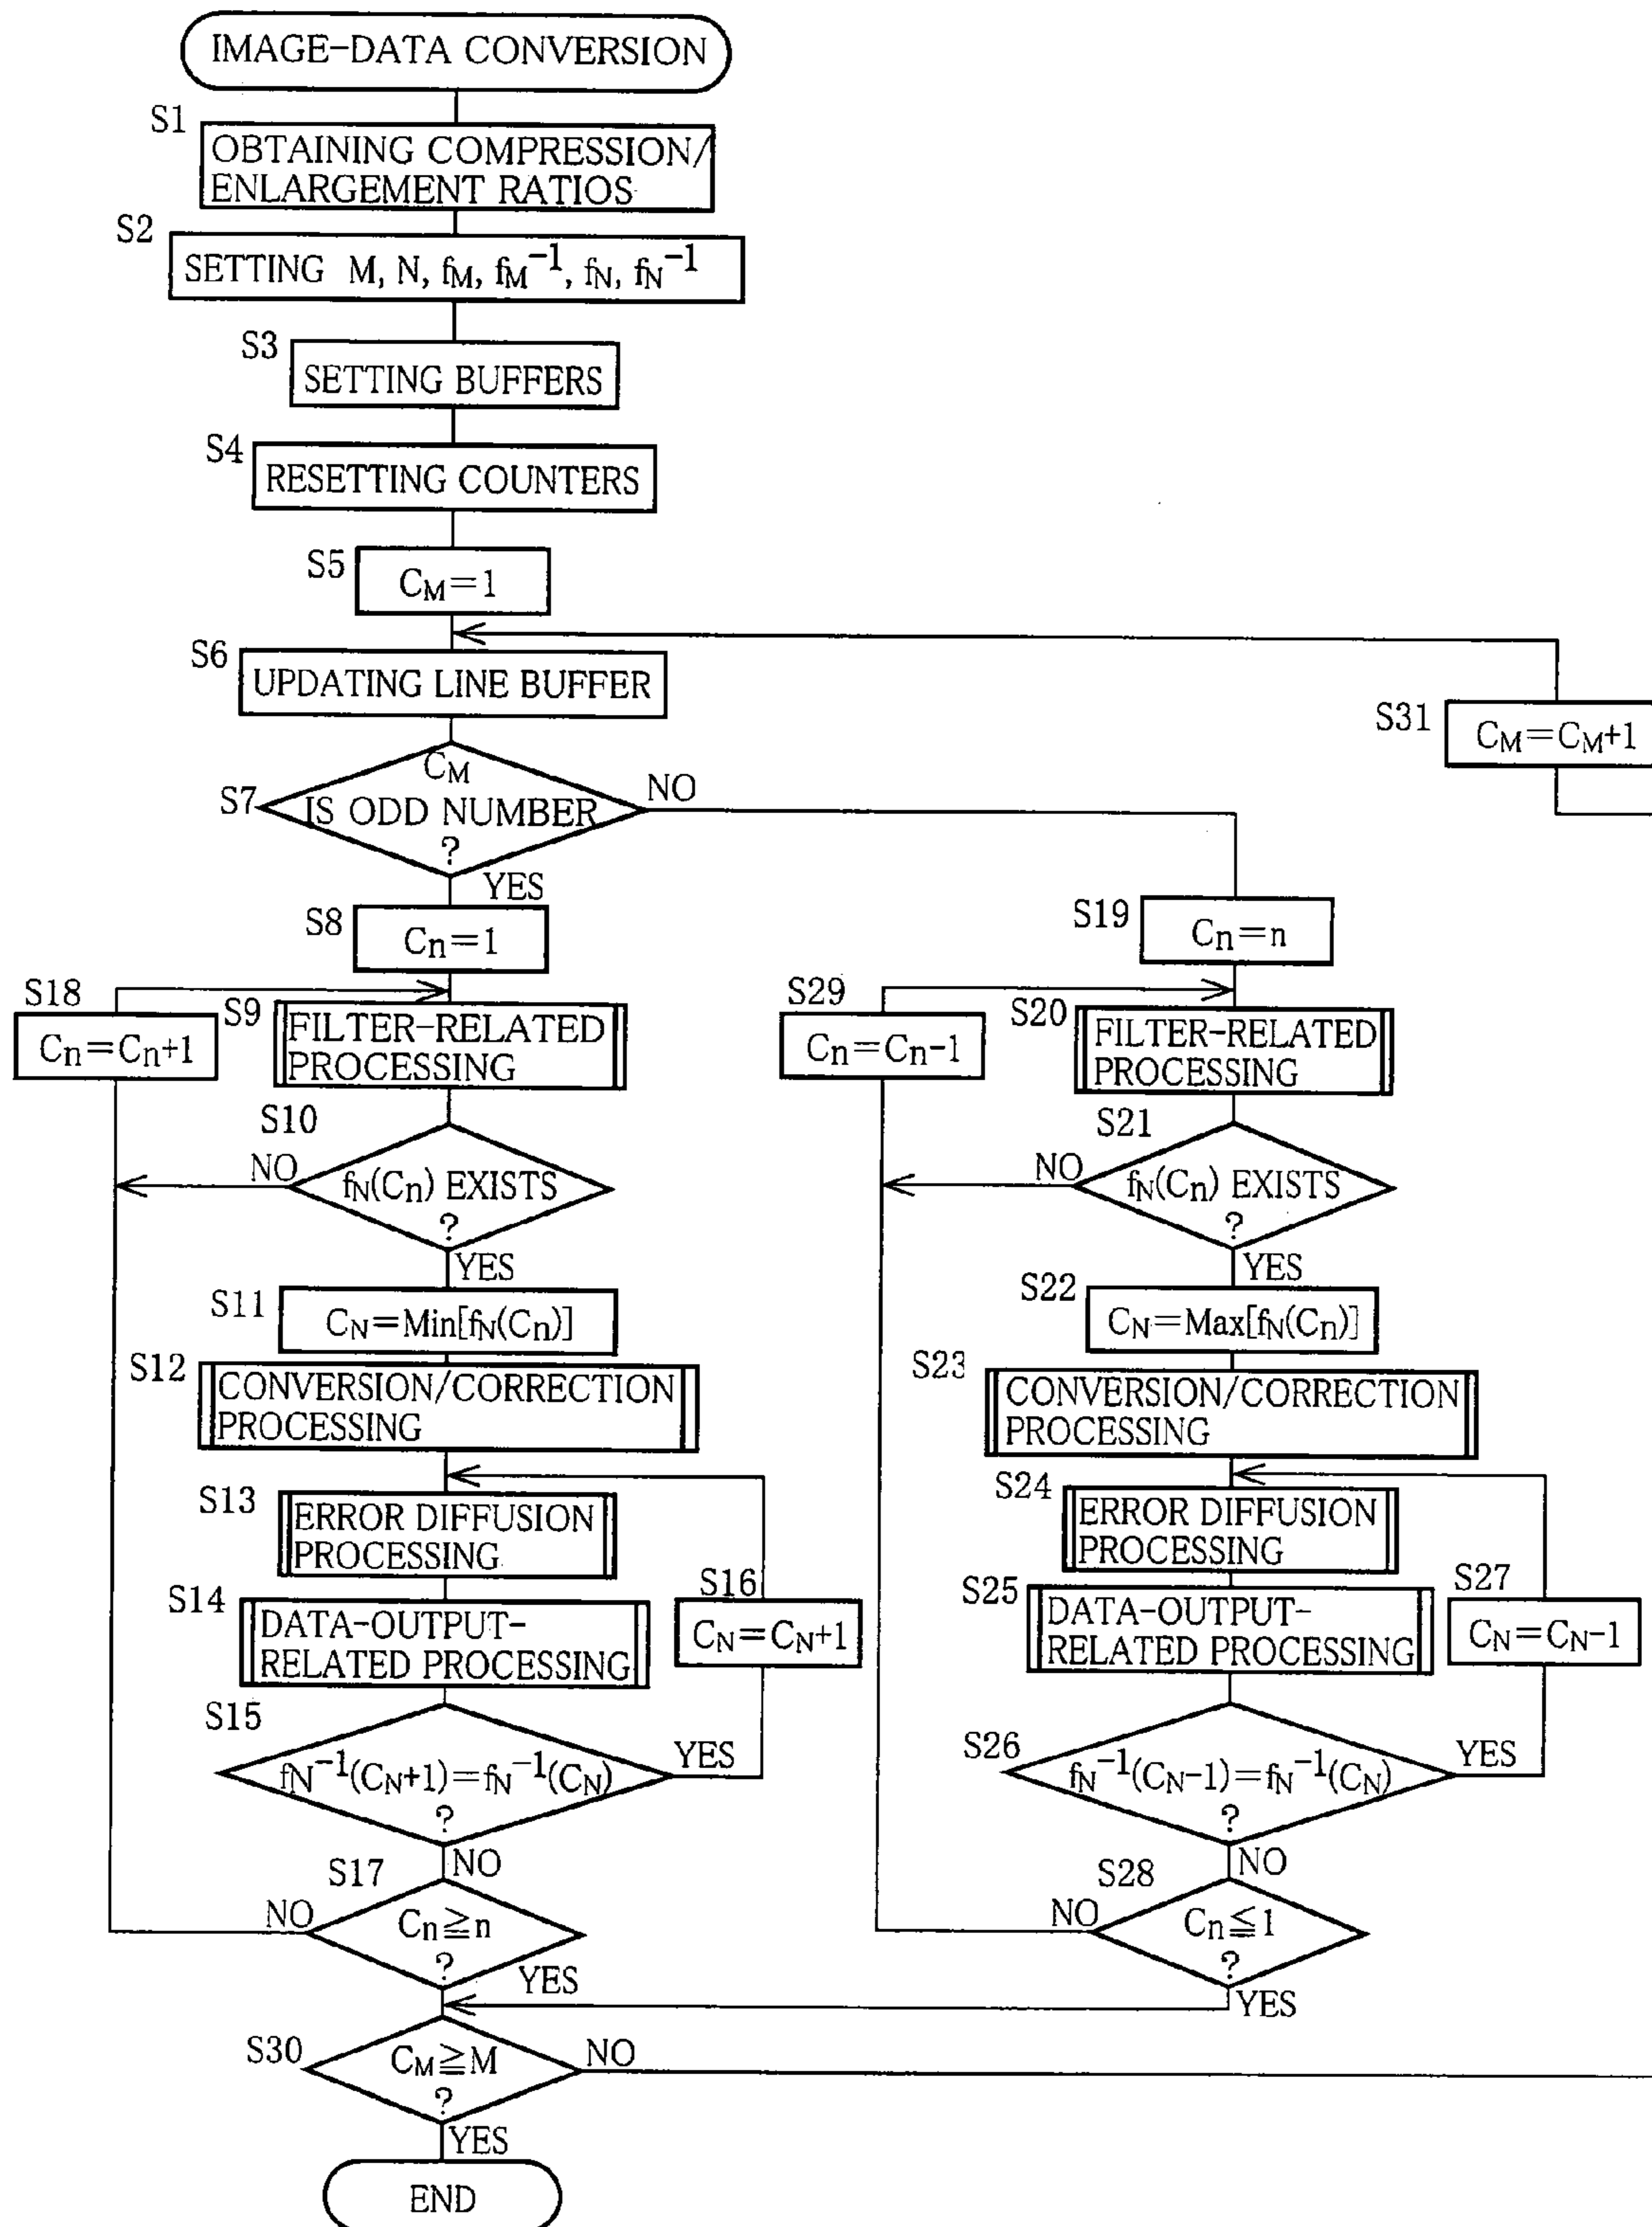 IMAGE-DATA CONVERSION
S1
OBTAINING COMPRESSION/
ENLARGEMENT RATIOS
S2
SETTING M, N, fM, fM⁻¹, fN, fN⁻¹
S3
SETTING BUFFERS
S4
RESETTING COUNTERS
S5
CM=1
S6
UPDATING LINE BUFFER
S31
CM=CM+1
S7
CM
IS ODD NUMBER
?
NO
YES
S8
Cn=1
S18
Cn=Cn+1
S9
FILTER-RELATED
PROCESSING
S10
fN(Cn) EXISTS
?
NO
YES
S11
CN=Min[fN(Cn)]
S12
CONVERSION/CORRECTION
PROCESSING
S13
ERROR DIFFUSION
PROCESSING
S14
DATA-OUTPUT-
RELATED PROCESSING
S16
CN=CN+1
S15
fN⁻¹(CN+1)=fN⁻¹(CN)
?
YES
NO
S17
Cn≧n
?
NO
YES
S19
Cn=n
S29
Cn=Cn-1
S20
FILTER-RELATED
PROCESSING
S21
fN(Cn) EXISTS
?
NO
YES
S22
CN=Max[fN(Cn)]
S23
CONVERSION/CORRECTION
PROCESSING
S24
ERROR DIFFUSION
PROCESSING
S25
DATA-OUTPUT-
RELATED PROCESSING
S27
CN=CN-1
S26
fN⁻¹(CN-1)=fN⁻¹(CN)
?
YES
NO
S28
Cn≦1
?
NO
YES
S30
CM≧M
?
NO
YES
END